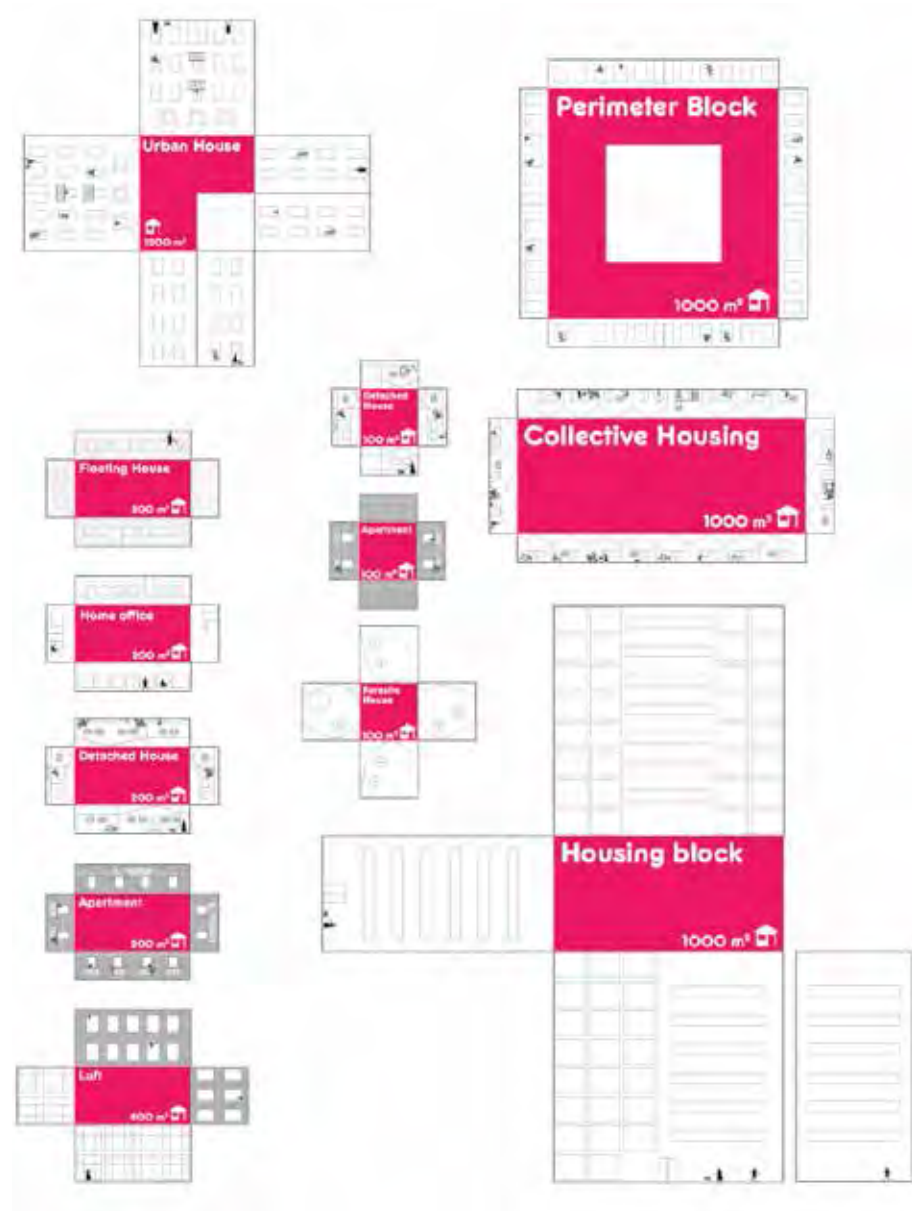 Urban House
1200 m²
Perimeter Block
1000 m²
Detached
House
100 m²
Collective Housing
1000 m²
Floating House
200 m²
Apartment
100 m²
Home office
200 m²
Parasite
House
100 m²
Detached House
200 m²
Housing block
1000 m²
Apartment
200 m²
Loft
400 m²